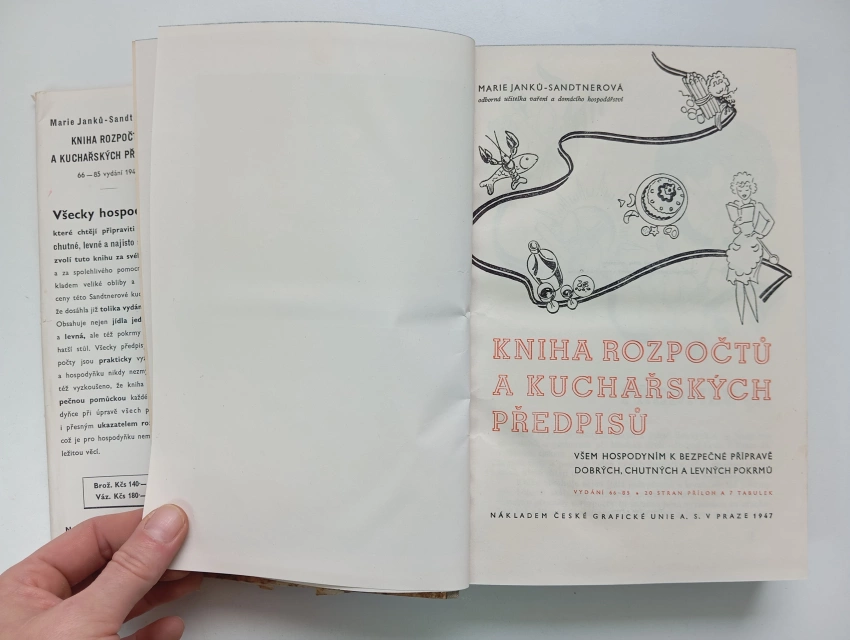 Marie Janků-Sandt
KNIHA ROZPOČ
A KUCHAŘSKÝCH PŘ
66—85 vydání 194
Všecky hospod
které chtějí připraviti
chutné, levné a najisto
zvolí tuto knihu za své
a za spolehlivého pomoc
kladem veliké obliby a
ceny této Sandtnerové kuc
že dosáhla již tolika vydán
Obsahuje nejen jídla jed
a levná, ale též pokrmy
hatší stůl. Všecky předpis
počty jsou prakticky vyz
a hospodyňku nikdy nezm
též vyzkoušeno, že kniha
pečnou pomůckou každé
dyňce při úpravě všech p
i přesným ukazatelem ro
což je pro hospodyňku nem
ležitou věcí.
Brož. Kčs 140·—
Váz. Kčs 180·—
MARIE JANKŮ-SANDTNEROVÁ
odborná učitelka vaření a domácího hospodářství
KNIHA ROZPOČTŮ
A KUCHAŘSKÝCH
PŘEDPISŮ
VŠEM HOSPODYNÍM K BEZPEČNÉ PŘÍPRAVĚ
DOBRÝCH, CHUTNÝCH A LEVNÝCH POKRMŮ
VYDÁNÍ 66-85 • 20 STRAN PŘÍLOH A 7 TABULEK
NÁKLADEM ČESKÉ GRAFICKÉ UNIE A. S. V PRAZE 1947